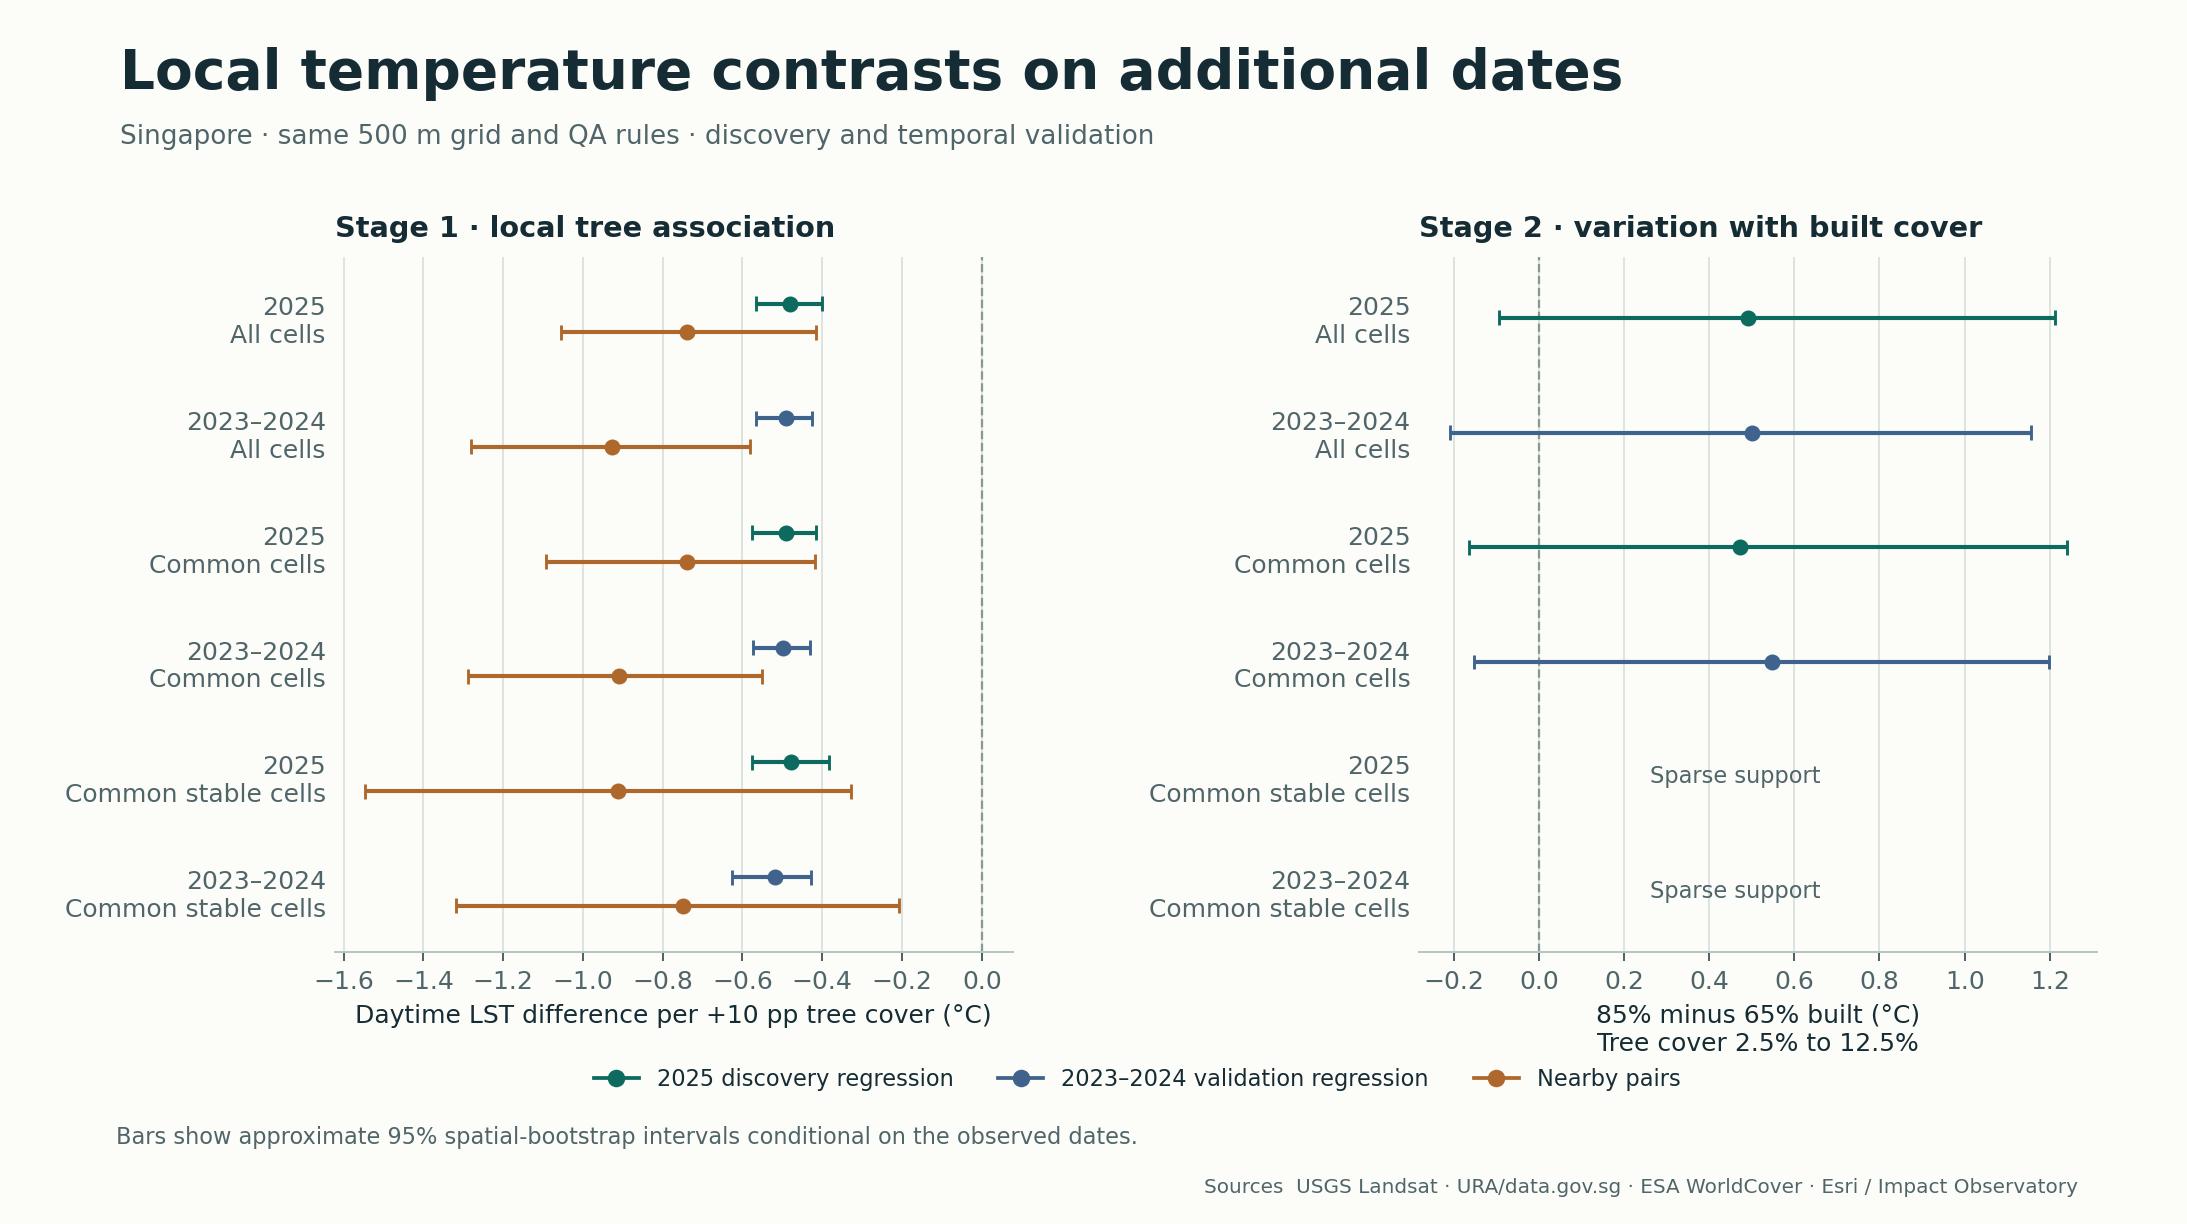 Local temperature contrasts on additional dates
Singapore · same 500 m grid and QA rules · discovery and temporal validation
Stage 1 · local tree association
2025
All cells
2023–2024
All cells
2025
Common cells
2023–2024
Common cells
2025
Common stable cells
2023–2024
Common stable cells
−1.6 −1.4 −1.2 −1.0 −0.8 −0.6 −0.4 −0.2 0.0
Daytime LST difference per +10 pp tree cover (°C)
Stage 2 · variation with built cover
2025
All cells
2023–2024
All cells
2025
Common cells
2023–2024
Common cells
2025
Common stable cells
Sparse support
2023–2024
Common stable cells
Sparse support
−0.2 0.0 0.2 0.4 0.6 0.8 1.0 1.2
85% minus 65% built (°C)
Tree cover 2.5% to 12.5%
2025 discovery regression 2023–2024 validation regression Nearby pairs
Bars show approximate 95% spatial-bootstrap intervals conditional on the observed dates.
Sources USGS Landsat · URA/data.gov.sg · ESA WorldCover · Esri / Impact Observatory